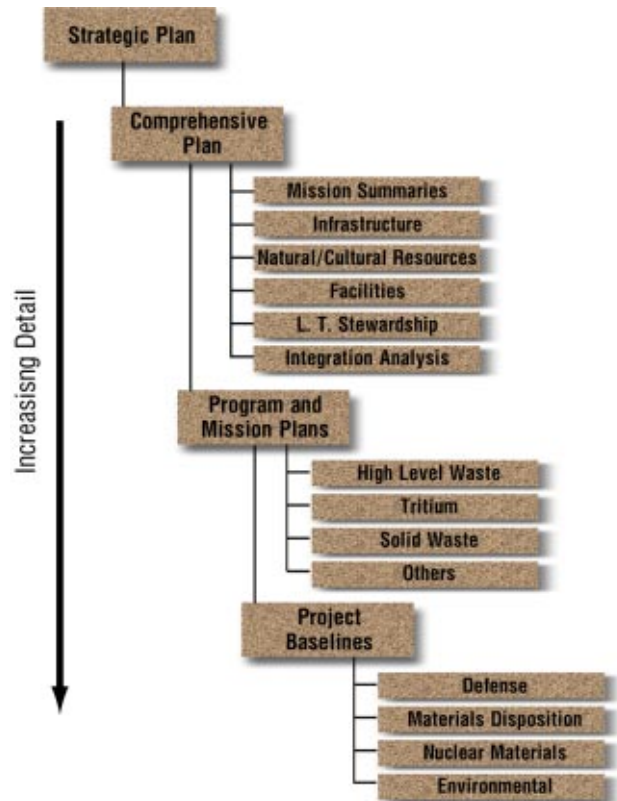 Strategic Plan
Comprehensive
Plan
Mission Summaries
Infrastructure
Natural/Cultural Resources
Facilities
L. T. Stewardship
Integration Analysis
Increasisng Detail
Program and
Mission Plans
High Level Waste
Tritium
Solid Waste
Others
Project
Baselines
Defense
Materials Disposition
Nuclear Materials
Environmental